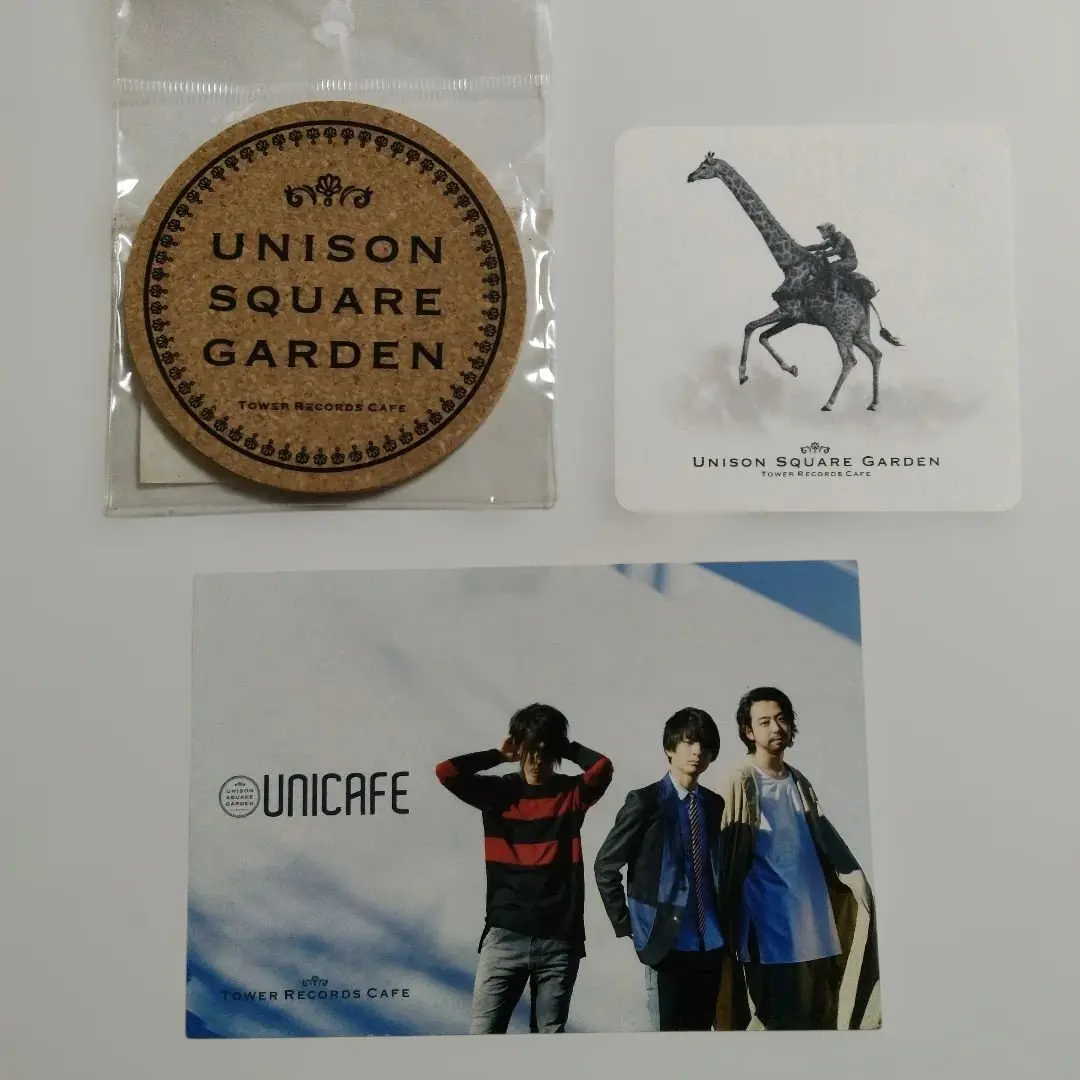 UNISON
SQUARE
GARDEN
TOWER RECORDS CAFE
UNISON SQUARE GARDEN
TOWER RECORDS CAFE
UNISON
SQUARE
GARDEN
UNICAFE
TOWER RECORDS CAFE